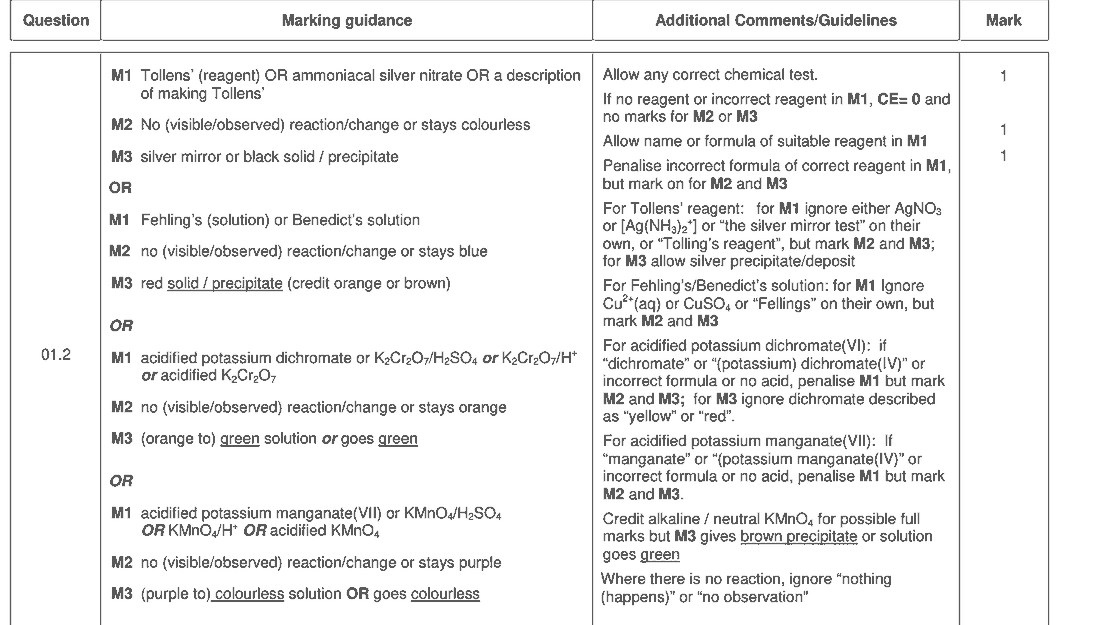 Question Marking guidance Additional Comments/Guidelines Mark
01.2
M1 Tollens' (reagent) OR ammoniacal silver nitrate OR a description
of making Tollens'
M2 No (visible/observed) reaction/change or stays colourless
M3 silver mirror or black solid / precipitate
OR
M1 Fehling's (solution) or Benedict's solution
M2 no (visible/observed) reaction/change or stays blue
M3 red solid / precipitate (credit orange or brown)
OR
M1 acidified potassium dichromate or K₂Cr₂O₇/H₂SO₄ or K₂Cr₂O₇/H⁺
or acidified K₂Cr₂O₇
M2 no (visible/observed) reaction/change or stays orange
M3 (orange to) green solution or goes green
OR
M1 acidified potassium manganate(VII) or KMnO₄/H₂SO₄
OR KMnO₄/H⁺ OR acidified KMnO₄
M2 no (visible/observed) reaction/change or stays purple
M3 (purple to) colourless solution OR goes colourless
Allow any correct chemical test.
If no reagent or incorrect reagent in M1, CE= 0 and
no marks for M2 or M3
Allow name or formula of suitable reagent in M1
Penalise incorrect formula of correct reagent in M1,
but mark on for M2 and M3
For Tollens' reagent: for M1 ignore either AgNO₃
or [Ag(NH₃)₂⁺] or "the silver mirror test" on their
own, or "Tolling's reagent", but mark M2 and M3;
for M3 allow silver precipitate/deposit
For Fehling's/Benedict's solution: for M1 Ignore
Cu²⁺(aq) or CuSO₄ or "Fellings" on their own, but
mark M2 and M3
For acidified potassium dichromate(VI): if
"dichromate" or "(potassium) dichromate(IV)" or
incorrect formula or no acid, penalise M1 but mark
M2 and M3; for M3 ignore dichromate described
as "yellow" or "red".
For acidified potassium manganate(VII): If
"manganate" or "(potassium manganate(IV)" or
incorrect formula or no acid, penalise M1 but mark
M2 and M3.
Credit alkaline / neutral KMnO₄ for possible full
marks but M3 gives brown precipitate or solution
goes green
Where there is no reaction, ignore "nothing
(happens)" or "no observation"
1
1
1